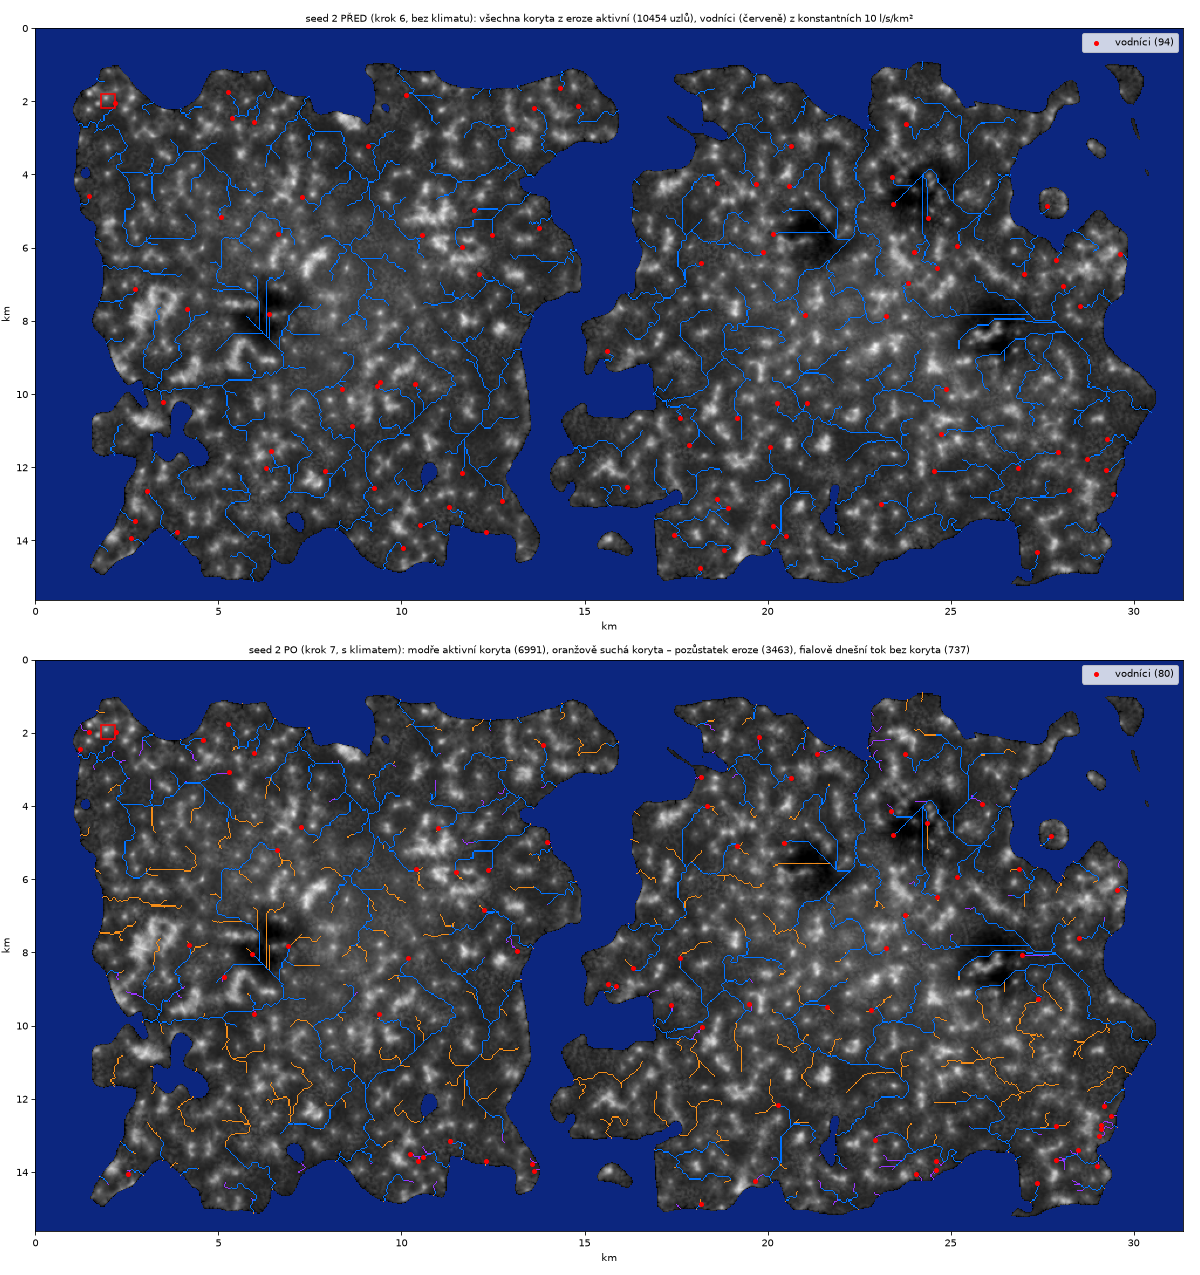 seed 2 PŘED (krok 6, bez klimatu): všechna koryta z eroze aktivní (10454 uzlů), vodníci (červeně) z konstantních 10 l/s/km²
vodníci (94)
0
2
4
6
8
10
12
14
km
0 5 10 15 20 25 30
km
seed 2 PO (krok 7, s klimatem): modře aktivní koryta (6991), oranžově suchá koryta – pozůstatek eroze (3463), fialově dnešní tok bez koryta (737)
vodníci (80)
0
2
4
6
8
10
12
14
km
0 5 10 15 20 25 30
km